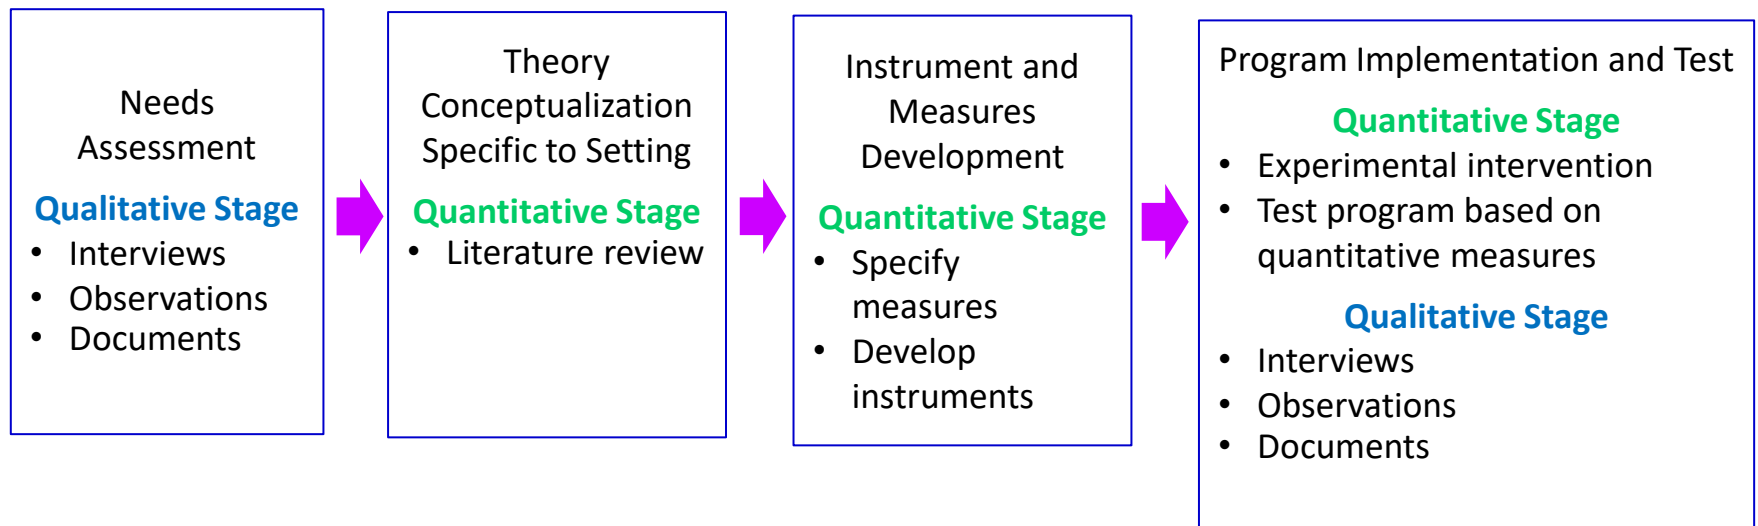 Needs
Assessment
Qualitative Stage
• Interviews
• Observations
• Documents
Theory
Conceptualization
Specific to Setting
Quantitative Stage
• Literature review
Instrument and
Measures
Development
Quantitative Stage
• Specify
measures
• Develop
instruments
Program Implementation and Test
Quantitative Stage
• Experimental intervention
• Test program based on
quantitative measures
Qualitative Stage
• Interviews
• Observations
• Documents